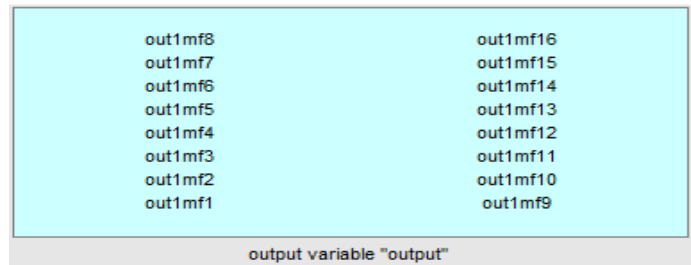 out1mf8 out1mf16
out1mf7 out1mf15
out1mf6 out1mf14
out1mf5 out1mf13
out1mf4 out1mf12
out1mf3 out1mf11
out1mf2 out1mf10
out1mf1 out1mf9
output variable "output"